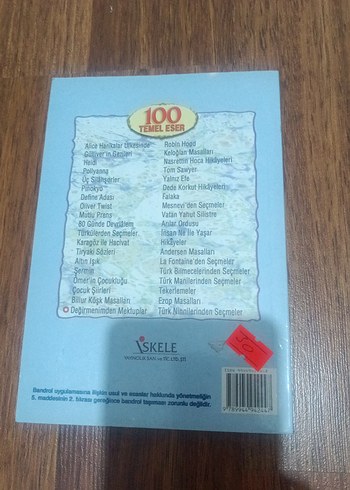 100
TEMEL ESER
Alice Harikalar Ülkesinde
Gülliver'in Gezileri
Heidi
Pollyanna
Üç Silahşörler
Pinokyo
Define Adası
Oliver Twist
Mutlu Prens
80 Günde Devriâlem
Türkülerden Seçmeler
Karagöz ile Hacivat
Tiryaki Sözleri
Altın Işık
Şermin
Ömer'in Çocukluğu
Çocuk Şiirleri
Billur Köşk Masalları
Değirmenimden Mektuplar
Robin Hood
Keloğlan Masalları
Nasrettin Hoca Hikâyeleri
Tom Sawyer
Yalnız Efe
Dede Korkut Hikâyeleri
Falaka
Mesnevi'den Seçmeler
Vatan Yahut Silistre
Arılar Ordusu
İnsan Ne İle Yaşar
Hikâyeler
Andersen Masalları
La Fontaine'den Seçmeler
Türk Bilmecelerinden Seçmeler
Türk Manilerinden Seçmeler
Tekerlemeler
Ezop Masalları
Türk Ninnilerinden Seçmeler
İSKELE
YAYINCILIK SAN. ve TİC. LTD. ŞTİ.
Bandrol uygulamasına ilişkin usul ve esaslar hakkında yönetmeliğin
5. maddesinin 2. fıkrası gereğince bandrol taşıması zorunlu değildir.